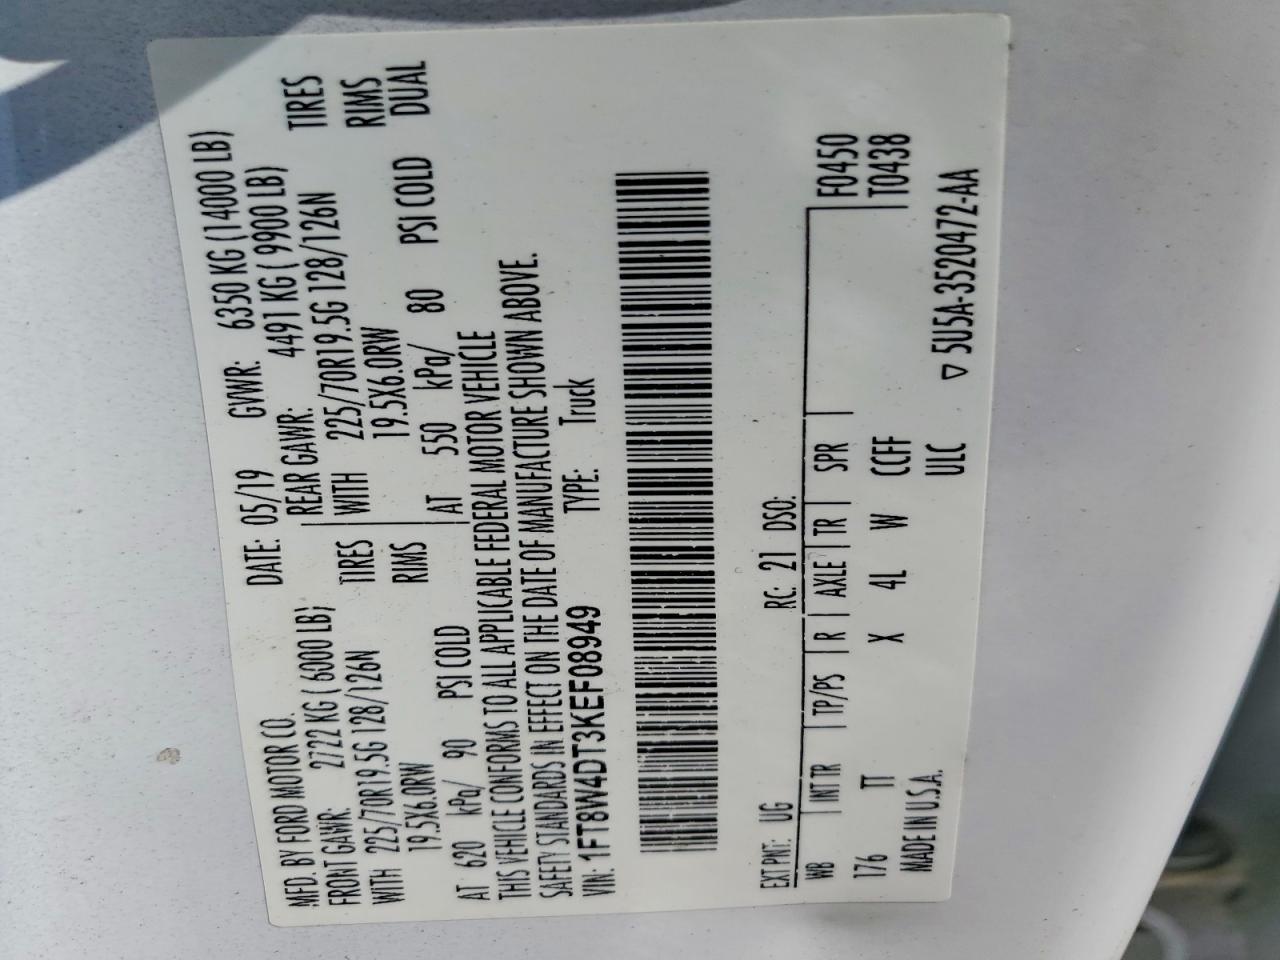 MFD. BY FORD MOTOR CO. DATE: 05/19 GVWR: 6350 KG (14000 LB)
FRONT GAWR: 2722 KG (6000 LB) REAR GAWR: 4491 KG (9900 LB)
WITH 225/70R19.5G 128/126N TIRES WITH 225/70R19.5G 128/126N TIRES
19.5X6.0RW RIMS 19.5X6.0RW RIMS
AT 620 kPa/ 90 PSI COLD AT 550 kPa/ 80 PSI COLD DUAL
THIS VEHICLE CONFORMS TO ALL APPLICABLE FEDERAL MOTOR VEHICLE
SAFETY STANDARDS IN EFFECT ON THE DATE OF MANUFACTURE SHOWN ABOVE.
VIN: 1FT8W4DT3KEF08949 TYPE: Truck
EXT PNT: UG RC: 21 DSO: F0450
WB | INT TR | TP/PS | R | AXLE | TR | SPR | T0438
176 TT X 4L W CCFF
MADE IN U.S.A. ULC ▽ 5U5A-3520472-AA